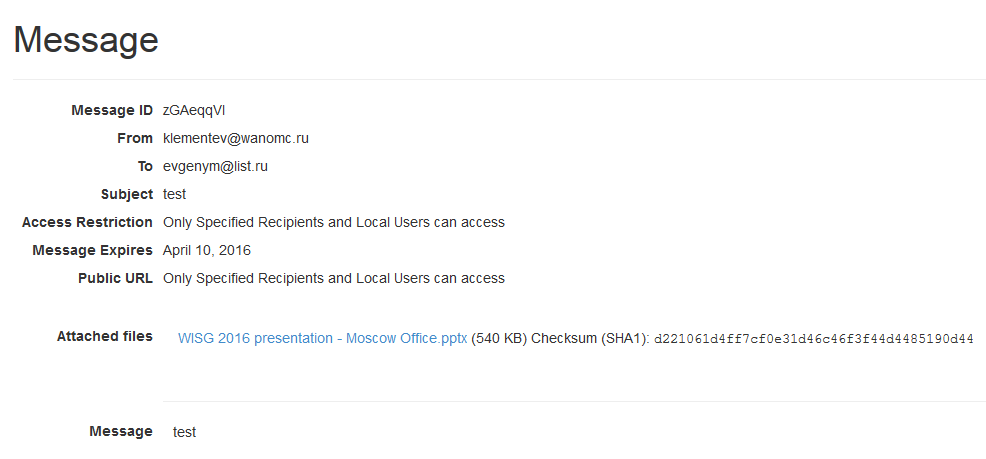 Message
Message ID zGAeqqVl
From klementev@wanomc.ru
To evgenym@list.ru
Subject test
Access Restriction Only Specified Recipients and Local Users can access
Message Expires April 10, 2016
Public URL Only Specified Recipients and Local Users can access
Attached files WISG 2016 presentation - Moscow Office.pptx (540 KB) Checksum (SHA1): d221061d4ff7cf0e31d46c46f3f44d4485190d44
Message test